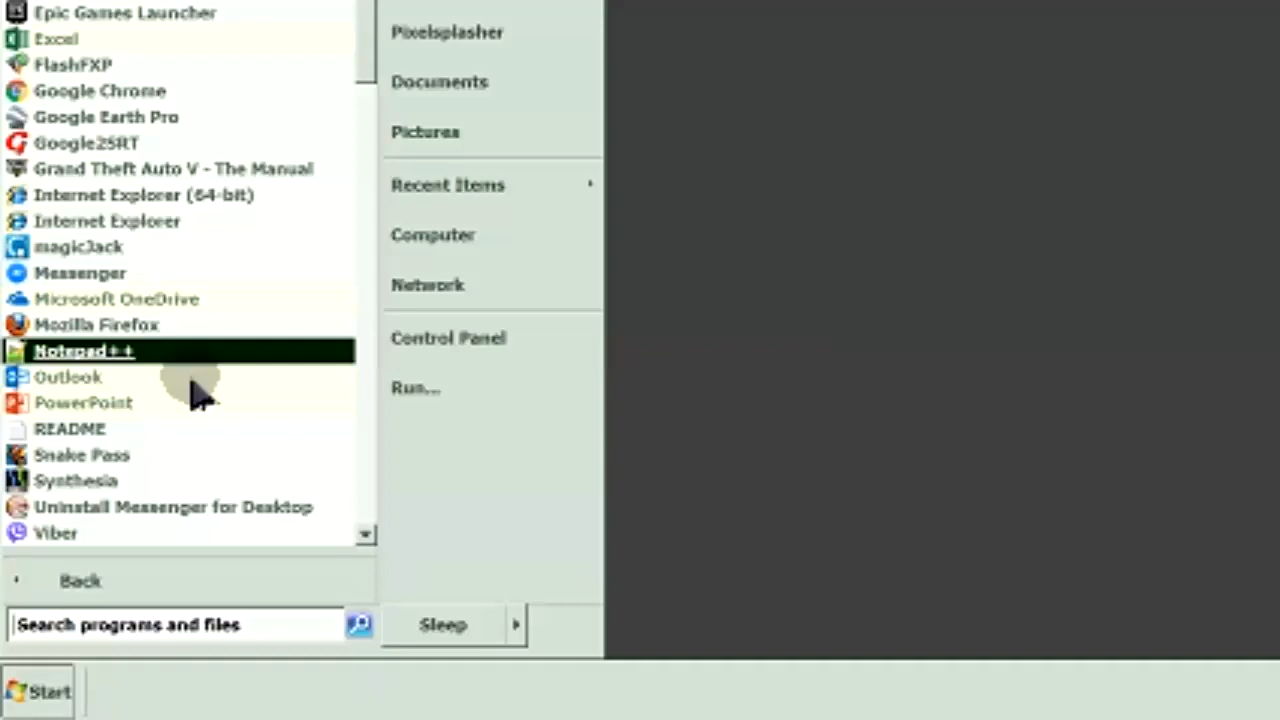 Epic Games Launcher
Excel
FlashFXP
Google Chrome
Google Earth Pro
Google2SRT
Grand Theft Auto V - The Manual
Internet Explorer (64-bit)
Internet Explorer
magicJack
Messenger
Microsoft OneDrive
Mozilla Firefox
Notepad++
Outlook
PowerPoint
README
Snake Pass
Synthesia
Uninstall Messenger for Desktop
Viber
Back
Search programs and files
Pixelsplasher
Documents
Pictures
Recent Items
Computer
Network
Control Panel
Run...
Sleep
Start